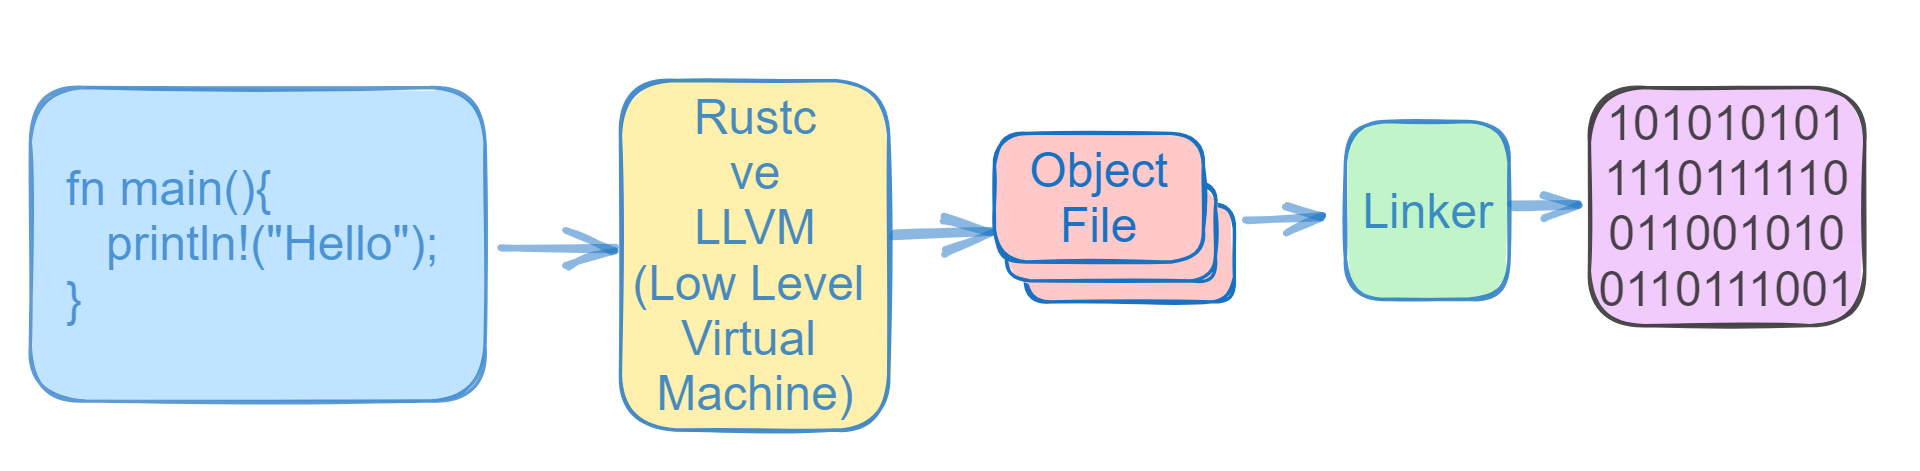 fn main(){
println!("Hello");
}
Rustc
ve
LLVM
(Low Level
Virtual
Machine)
Object
File
Linker
101010101
1110111110
011001010
0110111001